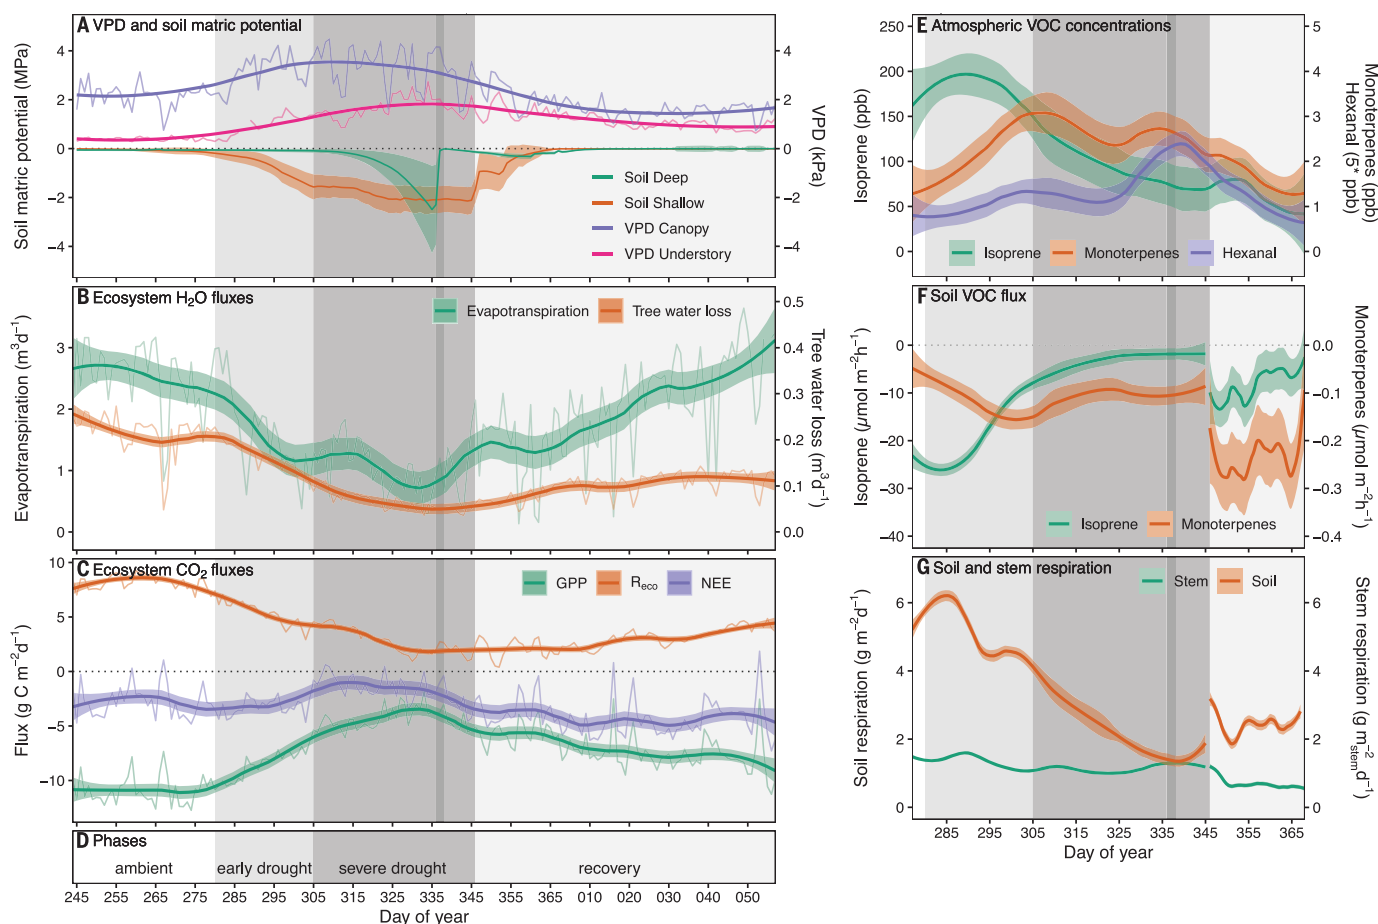 A VPD and soil matric potential
Soil matric potential (MPa)
4
2
0
−2
−4
4
2
0
−2
−4
VPD
(kPa)
Soil Deep
Soil Shallow
VPD Canopy
VPD Understory
B Ecosystem H2O fluxes
Evapotranspiration
Tree water loss
Evapotranspiration (m3d−1)
3
2
1
0
0.5
0.4
0.3
0.2
0.1
0.0
Tree water
loss (m3d−1)
C Ecosystem CO2 fluxes
GPP
Reco
NEE
Flux (g C m−2d−1)
10
5
0
−5
−10
D Phases
ambient
early drought
severe drought
recovery
245 255 265 275 285 295 305 315 325 335 345 355 365 010 020 030 040 050
Day of year
E Atmospheric VOC concentrations
Isoprene (ppb)
250
200
150
100
50
0
5
4
3
2
1
0
Monoterpenes (ppb)
Hexanal (5* ppb)
Isoprene
Monoterpenes
Hexanal
F Soil VOC flux
Isoprene (µmol m−2h−1)
0
−10
−20
−30
−40
0.0
−0.1
−0.2
−0.3
−0.4
Monoterpenes (µmol m−2h−1)
Isoprene
Monoterpenes
G Soil and stem respiration
Stem
Soil
Soil respiration (g m−2d−1)
6
4
2
0
6
4
2
0
Stem respiration (g m−2stemd−1)
285 295 305 315 325 335 345 355 365
Day of year